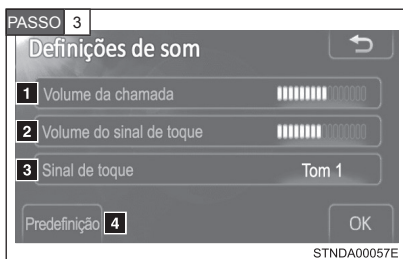 PASSO 3
Definições de som
1 Volume da chamada
2 Volume do sinal de toque
3 Sinal de toque Tom 1
Predefinição 4 OK
STNDA00057E